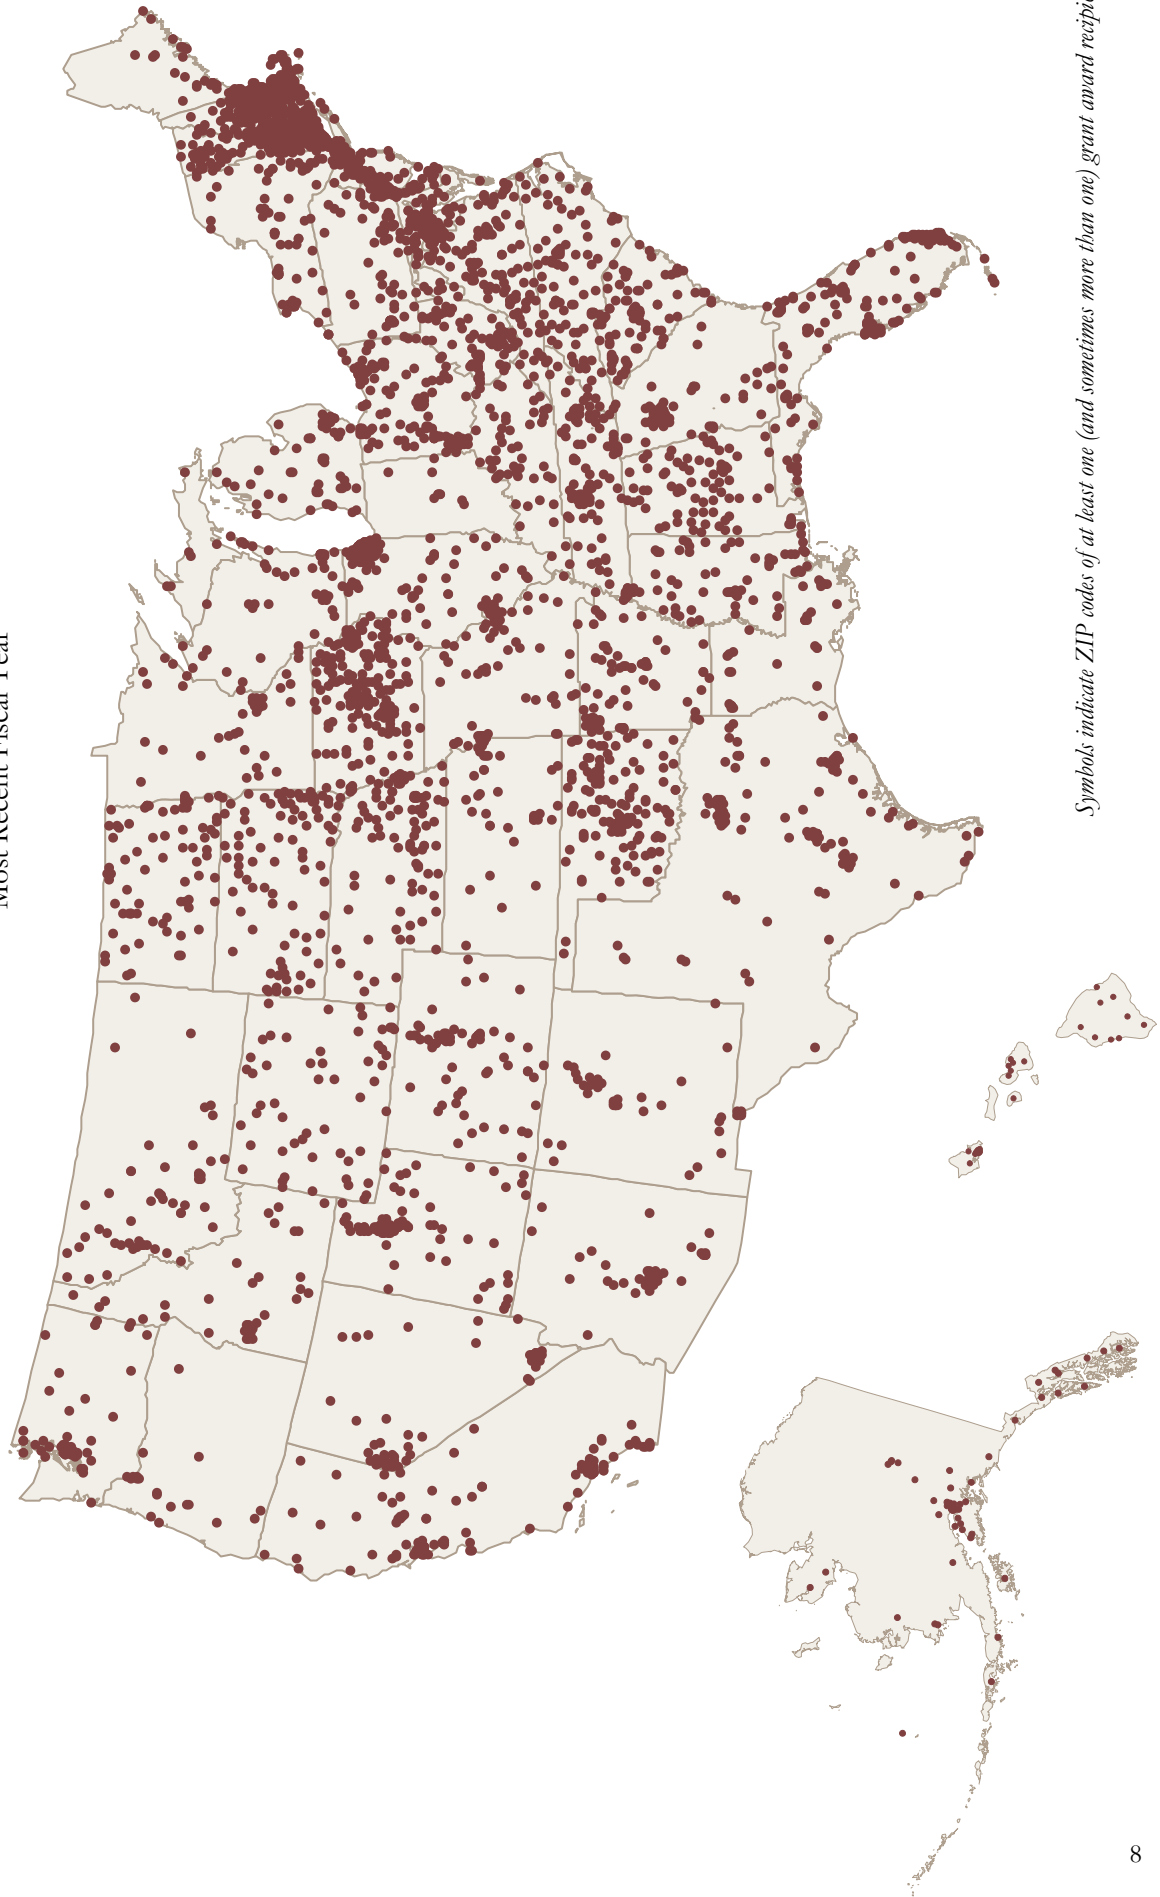 Most Recent Fiscal Year
Symbols indicate ZIP codes of at least one (and sometimes more than one) grant award
8